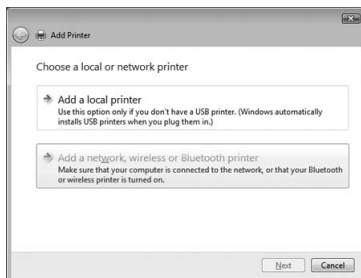 Add Printer
Choose a local or network printer
Add a local printer
Use this option only if you don't have a USB printer. (Windows automatically
installs USB printers when you plug them in.)
Add a network, wireless or Bluetooth printer
Make sure that your computer is connected to the network, or that your Bluetooth
or wireless printer is turned on.
Next Cancel